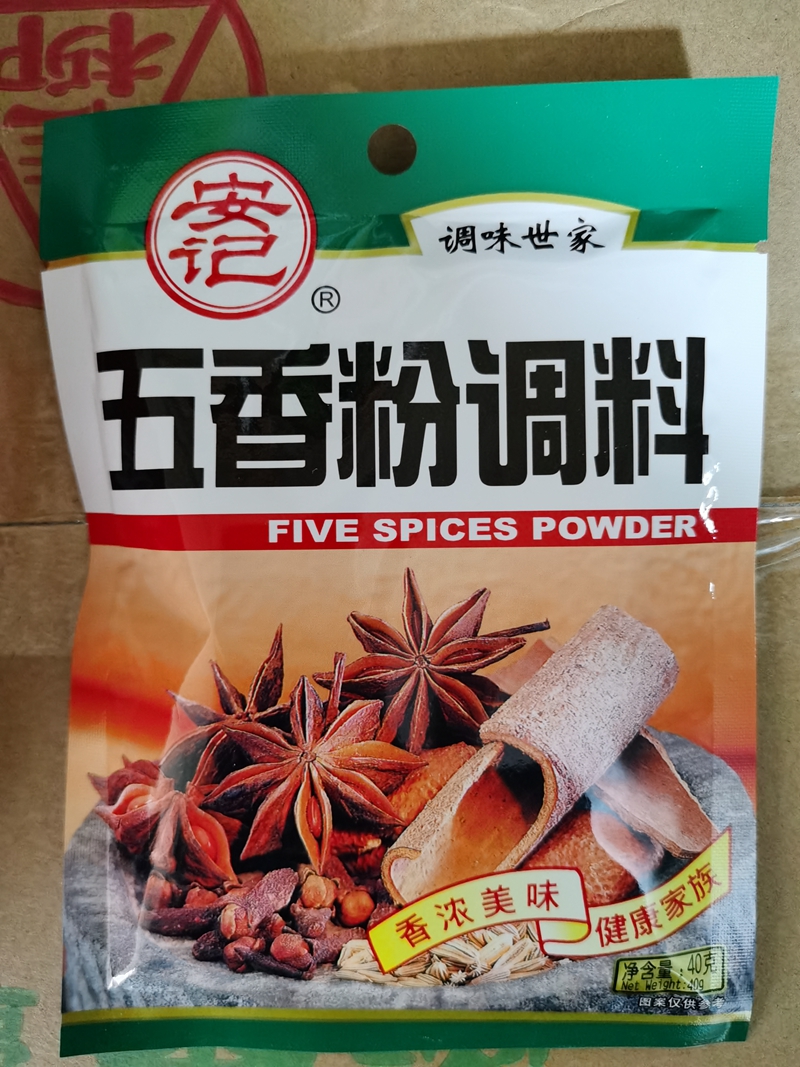 安记
®
调味世家
五香粉调料
FIVE SPICES POWDER
香浓美味
健康家族
净含量:40克
Net Weight:40g
图案仅供参考